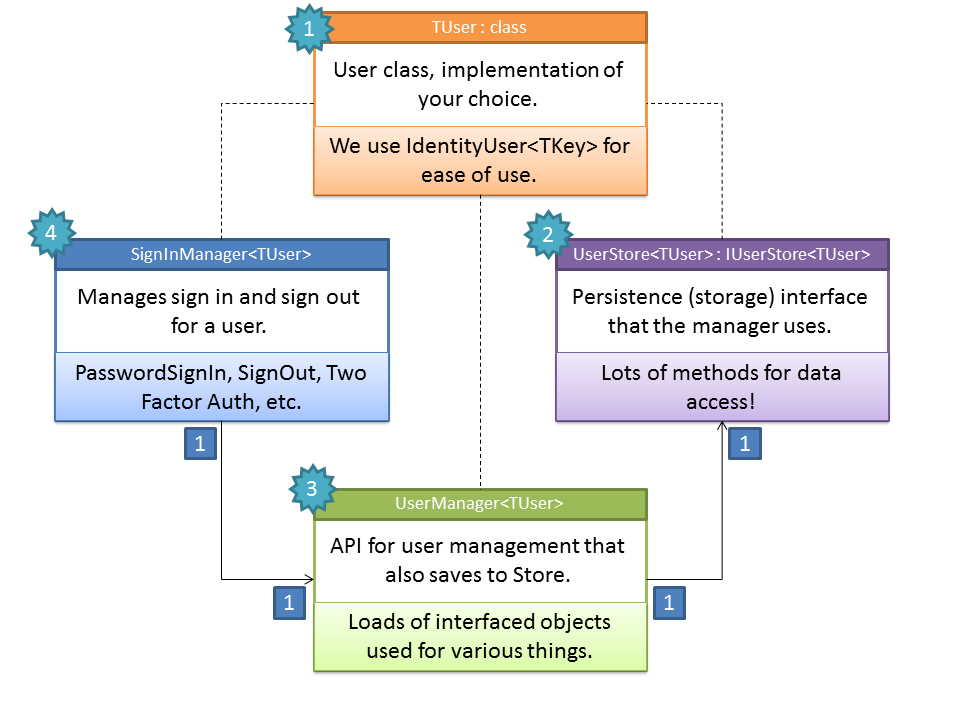 1
TUser : class
User class, implementation of
your choice.
We use IdentityUser<TKey> for
ease of use.
4
SignInManager<TUser>
Manages sign in and sign out
for a user.
PasswordSignIn, SignOut, Two
Factor Auth, etc.
2
UserStore<TUser> : IUserStore<TUser>
Persistence (storage) interface
that the manager uses.
Lots of methods for data
access!
1
1
3
UserManager<TUser>
API for user management that
also saves to Store.
Loads of interfaced objects
used for various things.
1
1